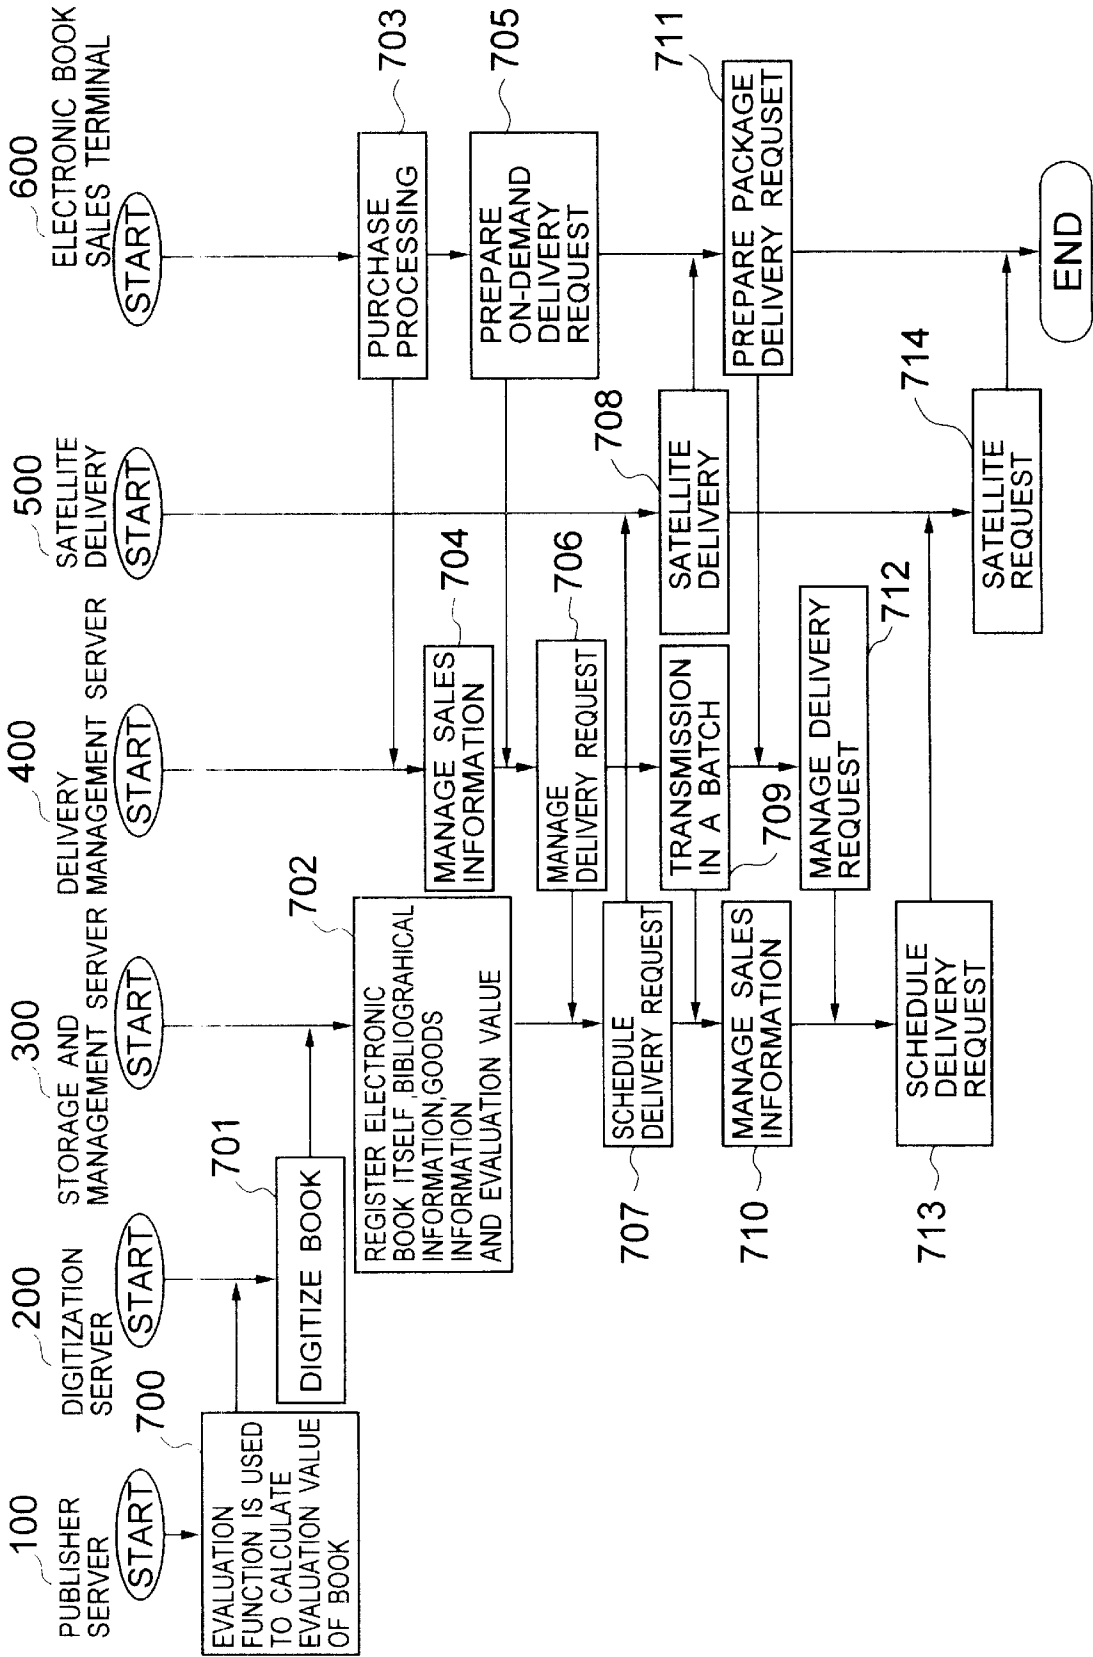 100
PUBLISHER
SERVER
START
200
DIGITIZATION
SERVER
START
300
STORAGE AND
MANAGEMENT SERVER
START
400
DELIVERY
MANAGEMENT SERVER
START
500
SATELLITE
DELIVERY
START
600
ELECTRONIC BOOK
SALES TERMINAL
START
700
EVALUATION
FUNCTION IS USED
TO CALCULATE
EVALUATION VALUE
OF BOOK
701
DIGITIZE BOOK
702
REGISTER ELECTRONIC
BOOK ITSELF ,BIBLIOGRAHICAL
INFORMATION,GOODS
INFORMATION
AND EVALUATION VALUE
703
PURCHASE
PROCESSING
704
MANAGE SALES
INFORMATION
705
PREPARE
ON-DEMAND
DELIVERY
REQUEST
706
MANAGE
DELIVERY REQUEST
707
SCHEDULE
DELIVERY REQUEST
708
SATELLITE
DELIVERY
TRANSMISSION
IN A BATCH
709
710
MANAGE SALES
INFORMATION
711
PREPARE PACKAGE
DELIVERY REQUSET
712
MANAGE DELIVERY
REQUEST
713
SCHEDULE
DELIVERY
REQUEST
714
SATELLITE
REQUEST
END